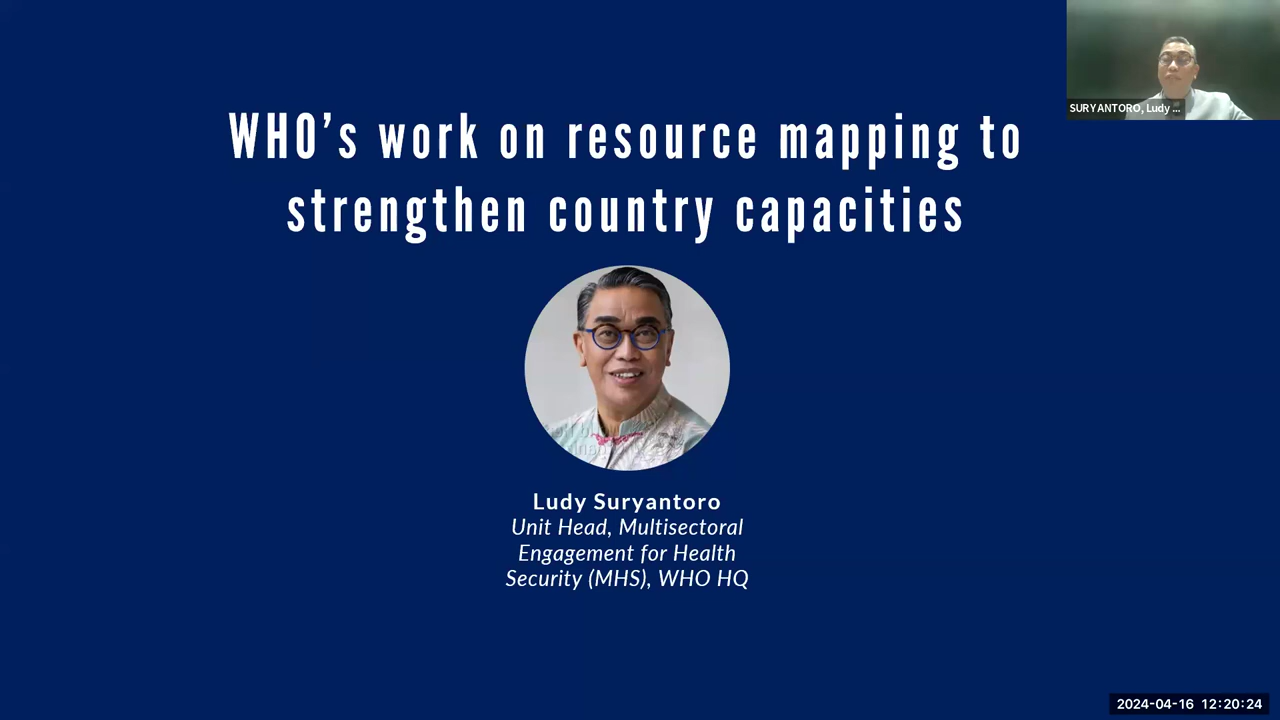 WHO's work on resource mapping to
strengthen country capacities
SURYANTORO, Ludy ...
Ludy Suryantoro
Unit Head, Multisectoral
Engagement for Health
Security (MHS), WHO HQ
2024-04-16 12:20:24